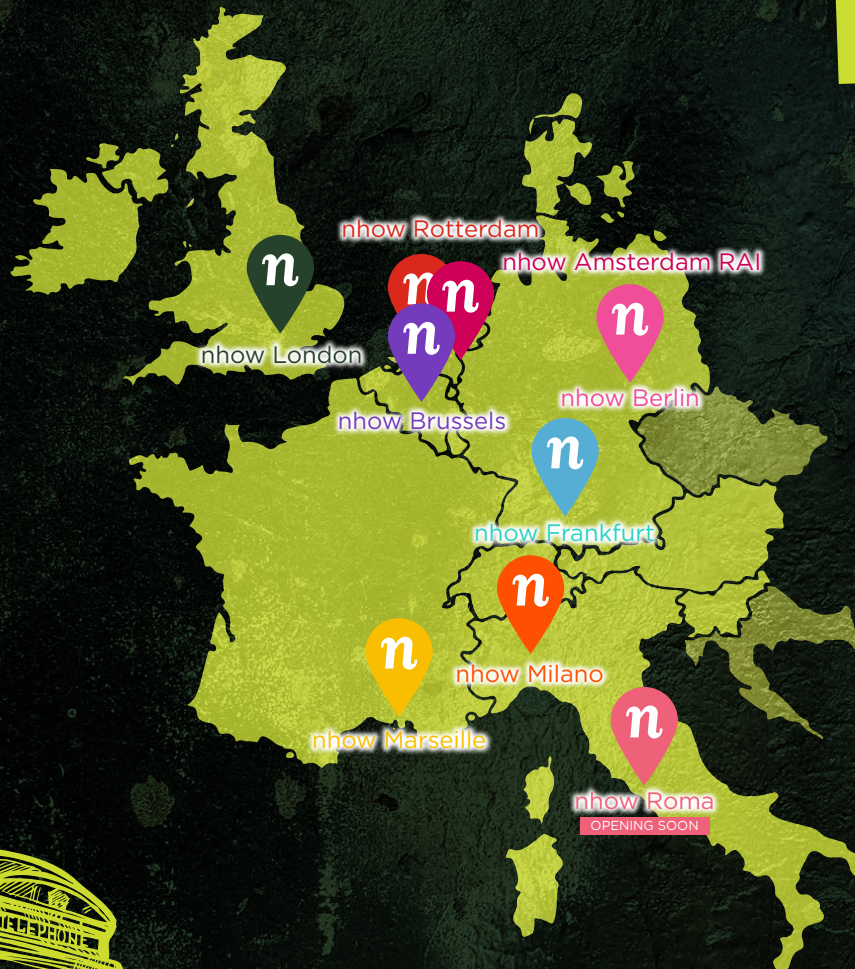 nhow Rotterdam
nhow Amsterdam RAI
n
n
n
n
n
nhow London
nhow Berlin
nhow Brussels
n
nhow Frankfurt
n
n
nhow Milano
n
nhow Marseille
nhow Roma
OPENING SOON
TELEPHONE